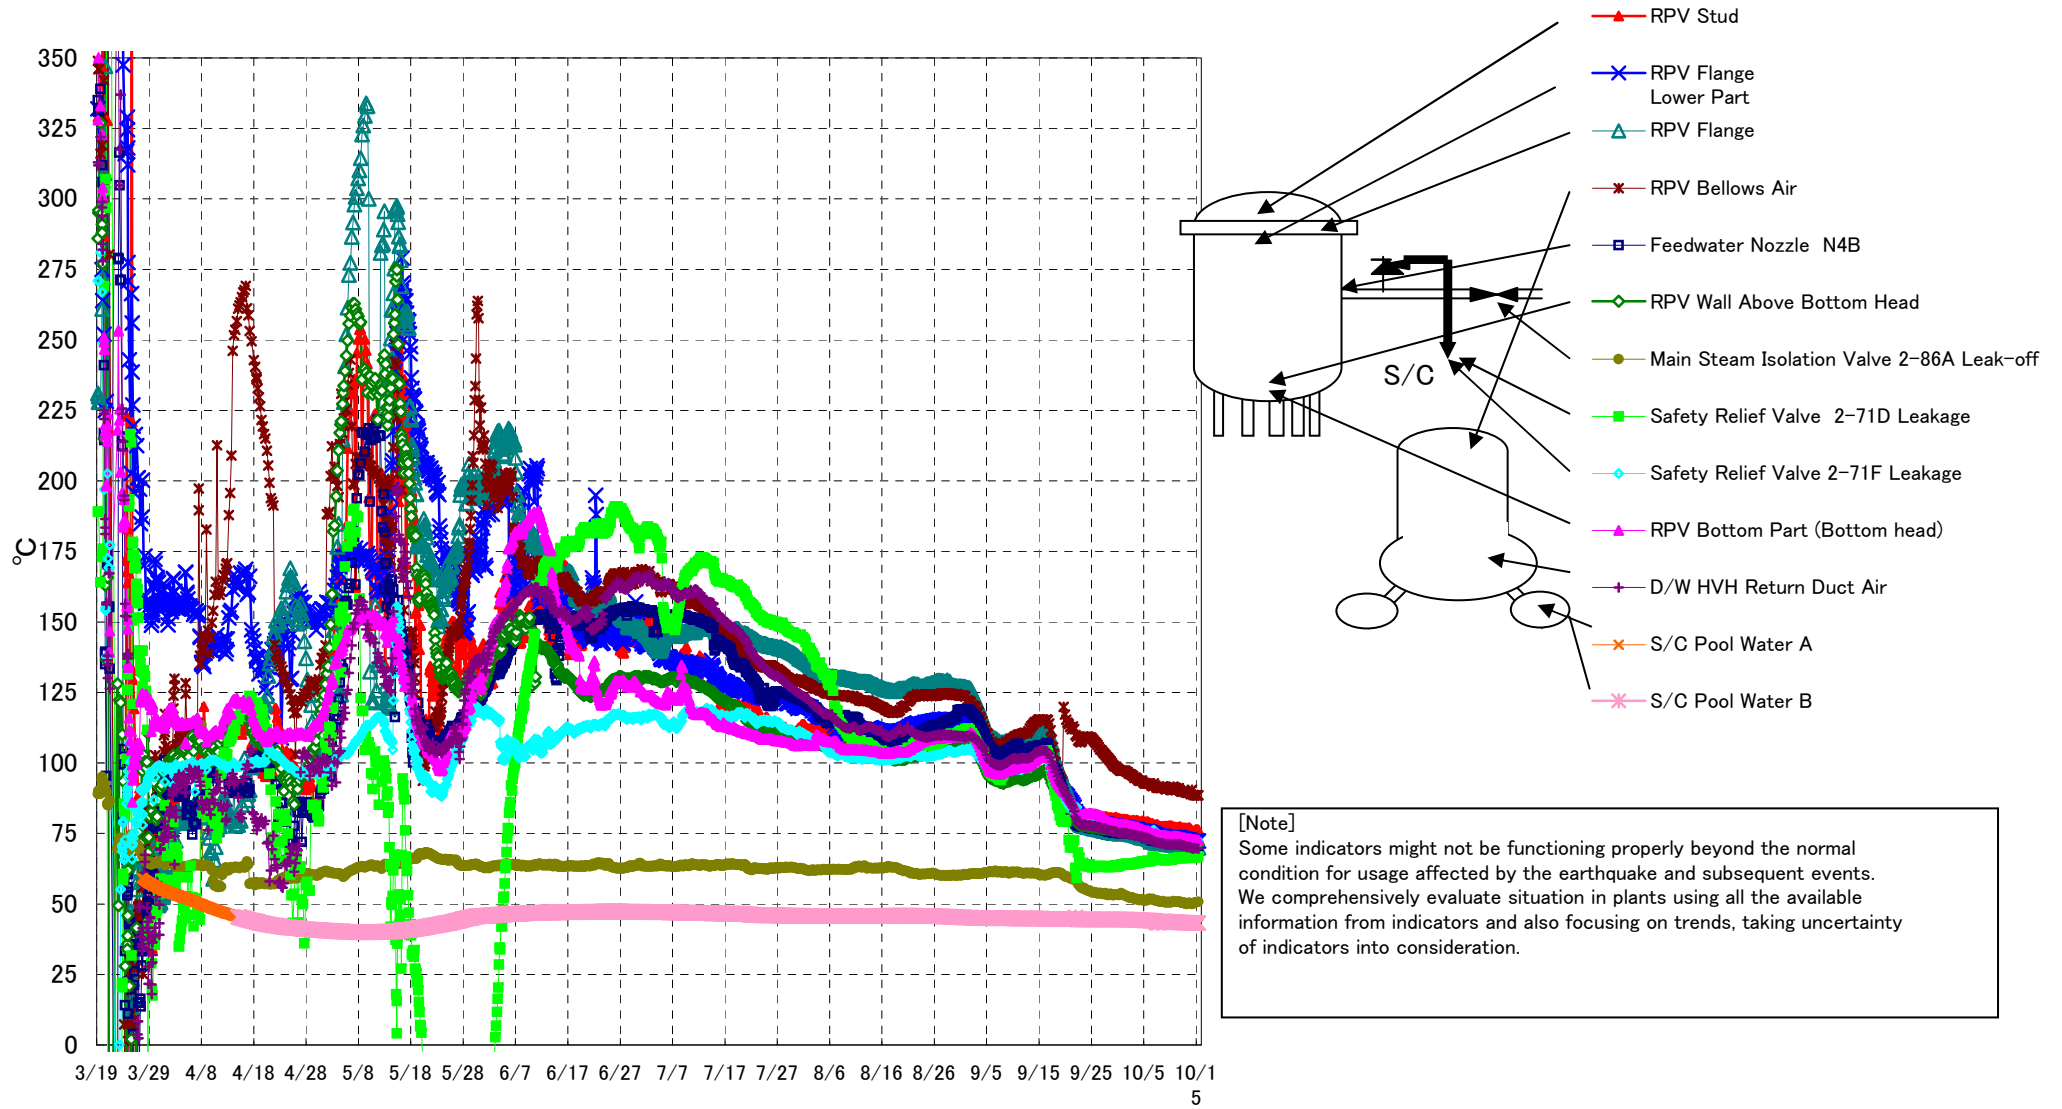 350
325
300
275
250
225
200
175
150
125
100
75
50
25
0
℃
3/19 3/29 4/8 4/18 4/28 5/8 5/18 5/28 6/7 6/17 6/27 7/7 7/17 7/27 8/6 8/16 8/26 9/5 9/15 9/25 10/5 10/1
5
RPV Stud
RPV Flange
Lower Part
RPV Flange
RPV Bellows Air
Feedwater Nozzle N4B
RPV Wall Above Bottom Head
Main Steam Isolation Valve 2-86A Leak-off
Safety Relief Valve 2-71D Leakage
Safety Relief Valve 2-71F Leakage
RPV Bottom Part (Bottom head)
D/W HVH Return Duct Air
S/C Pool Water A
S/C Pool Water B
S/C
[Note]
Some indicators might not be functioning properly beyond the normal
condition for usage affected by the earthquake and subsequent events.
We comprehensively evaluate situation in plants using all the available
information from indicators and also focusing on trends, taking uncertainty
of indicators into consideration.